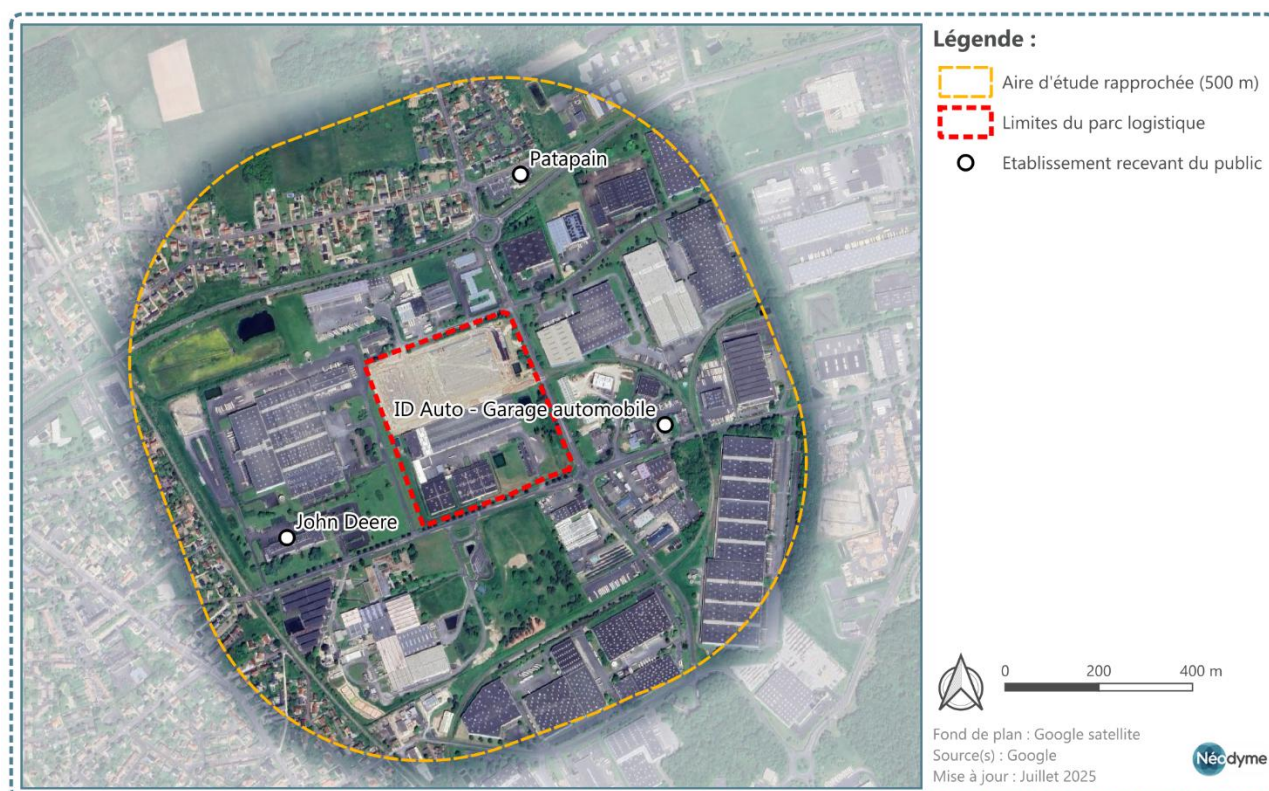 Légende :
Aire d'étude rapprochée (500 m)
Limites du parc logistique
Etablissement recevant du public
Patapain
ID Auto - Garage automobile
John Deere
0 200 400 m
Fond de plan : Google satellite
Source(s) : Google
Mise à jour : Juillet 2025
Néodyme